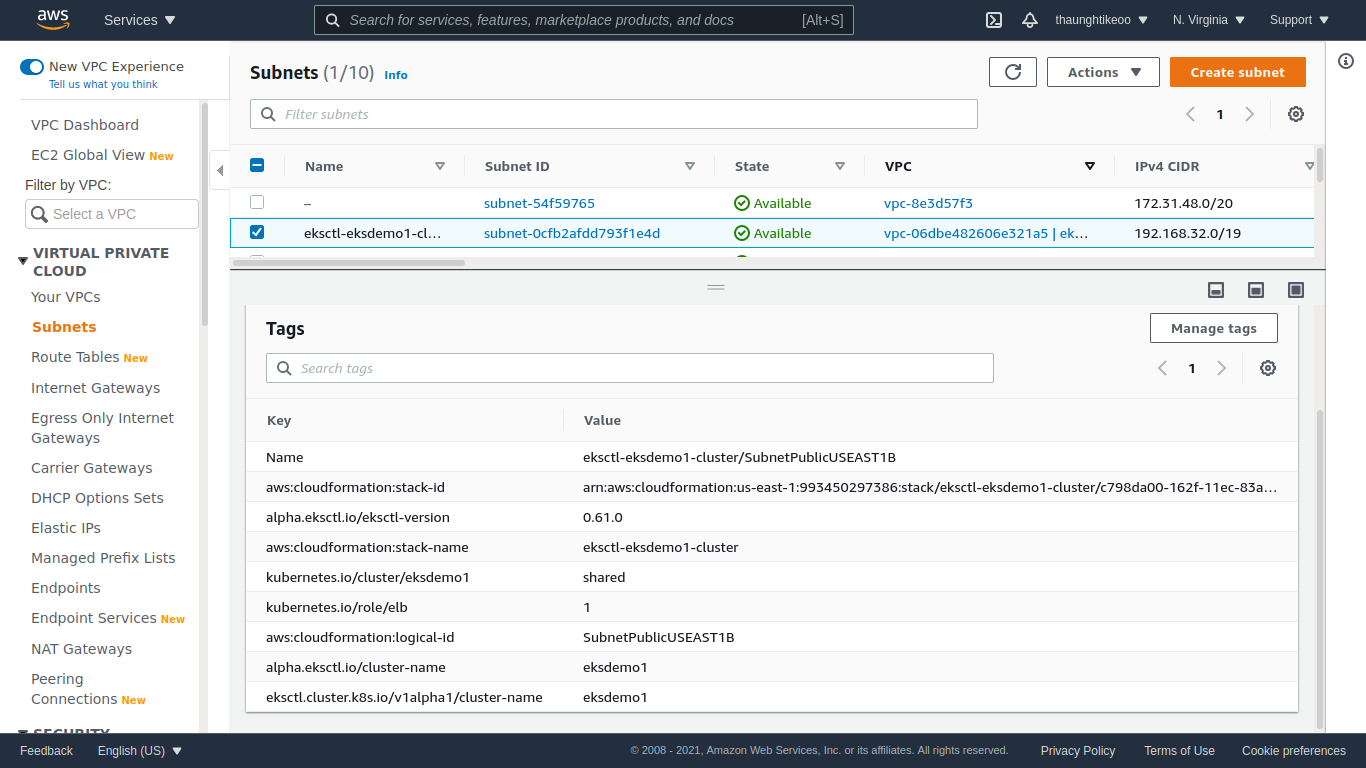 aws
Services
Search for services, features, marketplace products, and docs
[Alt+S]
thaunghtikeoo
N. Virginia
Support
New VPC Experience
Tell us what you think
VPC Dashboard
EC2 Global View New
Filter by VPC:
Select a VPC
VIRTUAL PRIVATE
CLOUD
Your VPCs
Subnets
Route Tables New
Internet Gateways
Egress Only Internet
Gateways
Carrier Gateways
DHCP Options Sets
Elastic IPs
Managed Prefix Lists
Endpoints
Endpoint Services New
NAT Gateways
Peering
Connections New
SECURITY
Subnets (1/10) Info
Actions
Create subnet
Filter subnets
1
Name Subnet ID State VPC IPv4 CIDR
– subnet-54f59765 Available vpc-8e3d57f3 172.31.48.0/20
eksctl-eksdemo1-cl... subnet-0cfb2afdd793f1e4d Available vpc-06dbe482606e321a5 | ek... 192.168.32.0/19
Tags
Manage tags
Search tags
1
Key Value
Name eksctl-eksdemo1-cluster/SubnetPublicUSEAST1B
aws:cloudformation:stack-id arn:aws:cloudformation:us-east-1:993450297386:stack/eksctl-eksdemo1-cluster/c798da00-162f-11ec-83a...
alpha.eksctl.io/eksctl-version 0.61.0
aws:cloudformation:stack-name eksctl-eksdemo1-cluster
kubernetes.io/cluster/eksdemo1 shared
kubernetes.io/role/elb 1
aws:cloudformation:logical-id SubnetPublicUSEAST1B
alpha.eksctl.io/cluster-name eksdemo1
eksctl.cluster.k8s.io/v1alpha1/cluster-name eksdemo1
Feedback
English (US)
© 2008 - 2021, Amazon Web Services, Inc. or its affiliates. All rights reserved.
Privacy Policy
Terms of Use
Cookie preferences